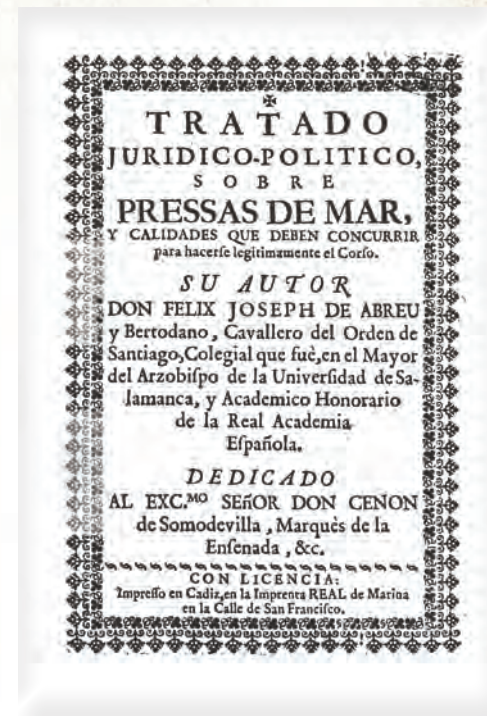 TRATADO
JURIDICO-POLITICO,
SOBRE
PRESSAS DE MAR,
Y CALIDADES QUE DEBEN CONCURRIR
para hacerſe legitimamente el Corſo.
SU AUTOR
DON FELIX JOSEPH DE ABREU
y Bertodano, Cavallero del Orden de
Santiago, Colegial que fuè, en el Mayor
del Arzobiſpo de la Univerſidad de Sa-
lamanca, y Academico Honorario
de la Real Academia
Eſpañola.
DEDICADO
AL EXC.MO SEñOR DON CENON
de Somodevilla, Marquès de la
Enſenada, &c.
CON LICENCIA:
Impreſſo en Cadiz, en la Imprenta REAL de Marina
en la Calle de San Franciſco.